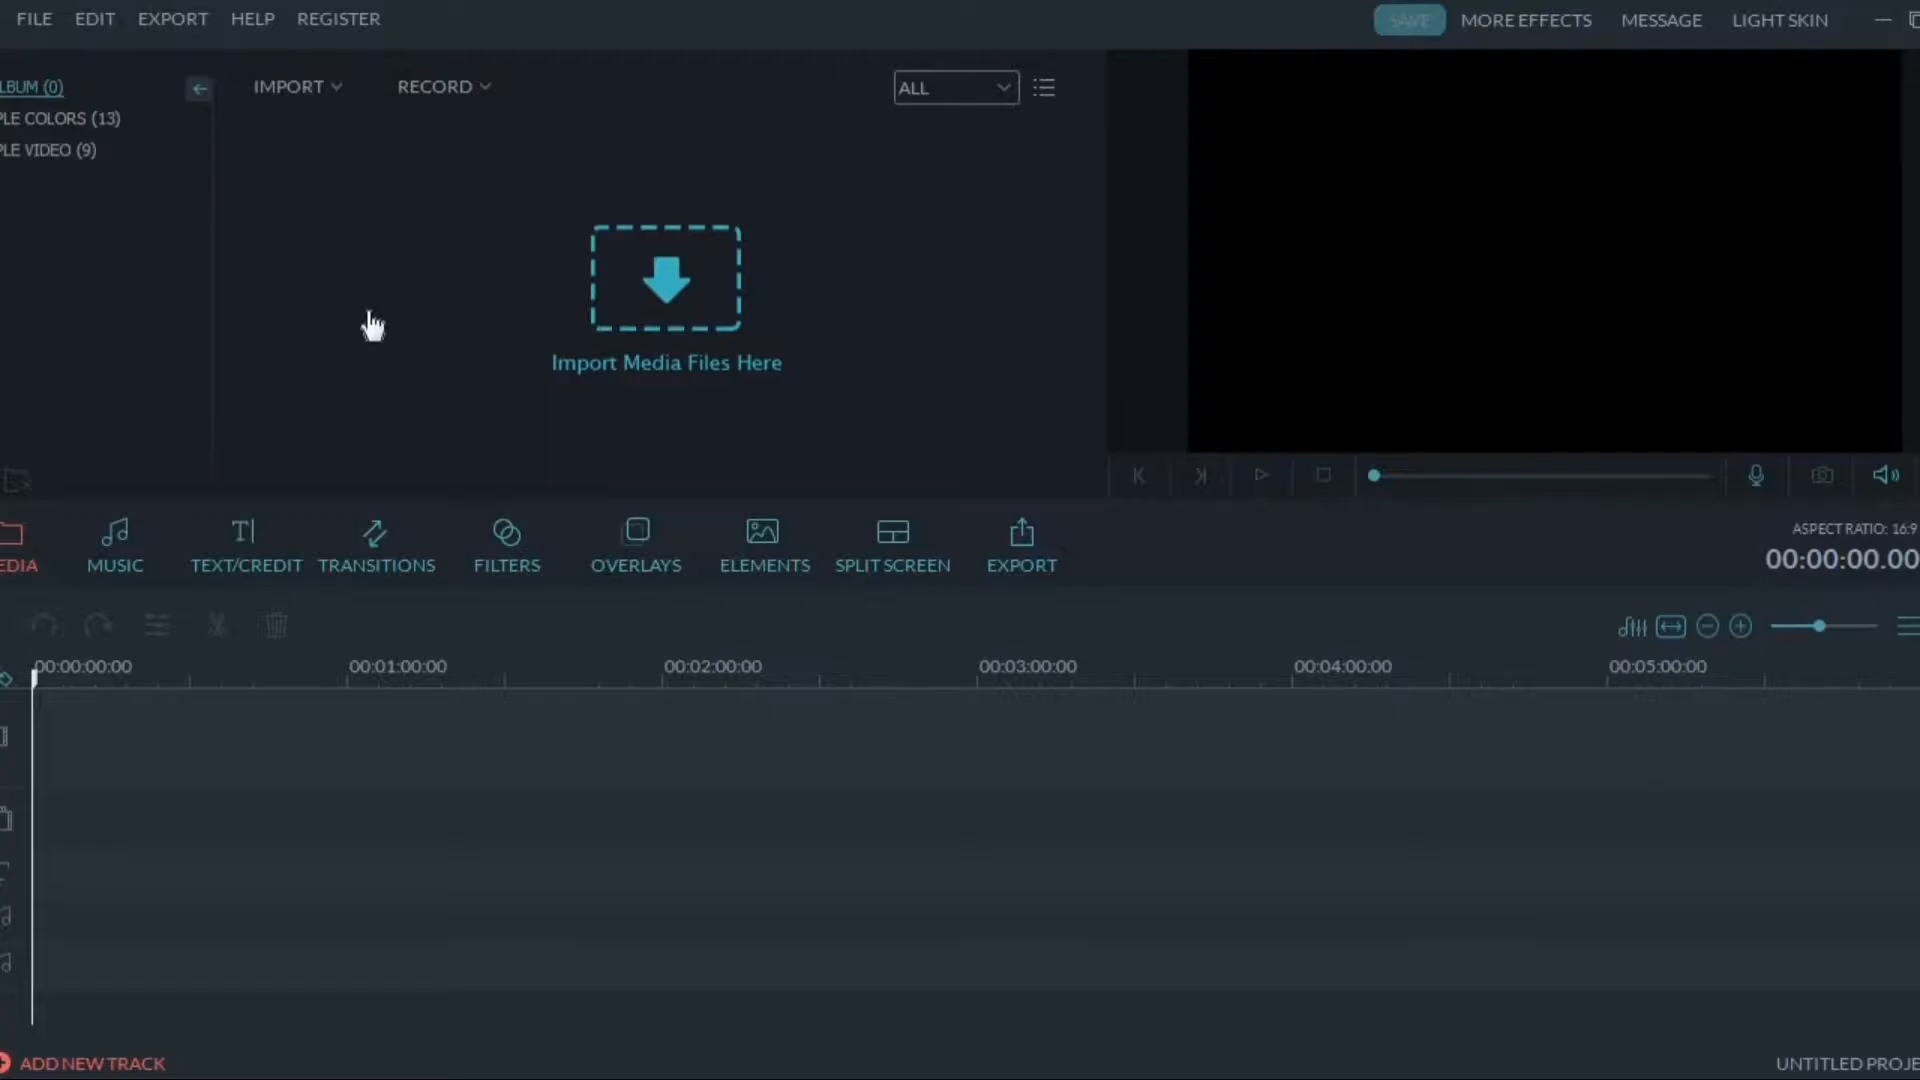 FILE EDIT EXPORT HELP REGISTER SAVE MORE EFFECTS MESSAGE LIGHT SKIN
LBUM (0) IMPORT RECORD ALL
PLE COLORS (13)
PLE VIDEO (9)
Import Media Files Here
EDIA MUSIC TEXT/CREDIT TRANSITIONS FILTERS OVERLAYS ELEMENTS SPLIT SCREEN EXPORT
ASPECT RATIO: 16:9
00:00:00.00
00:00:00:00 00:01:00:00 00:02:00:00 00:03:00:00 00:04:00:00 00:05:00:00
ADD NEW TRACK UNTITLED PROJE